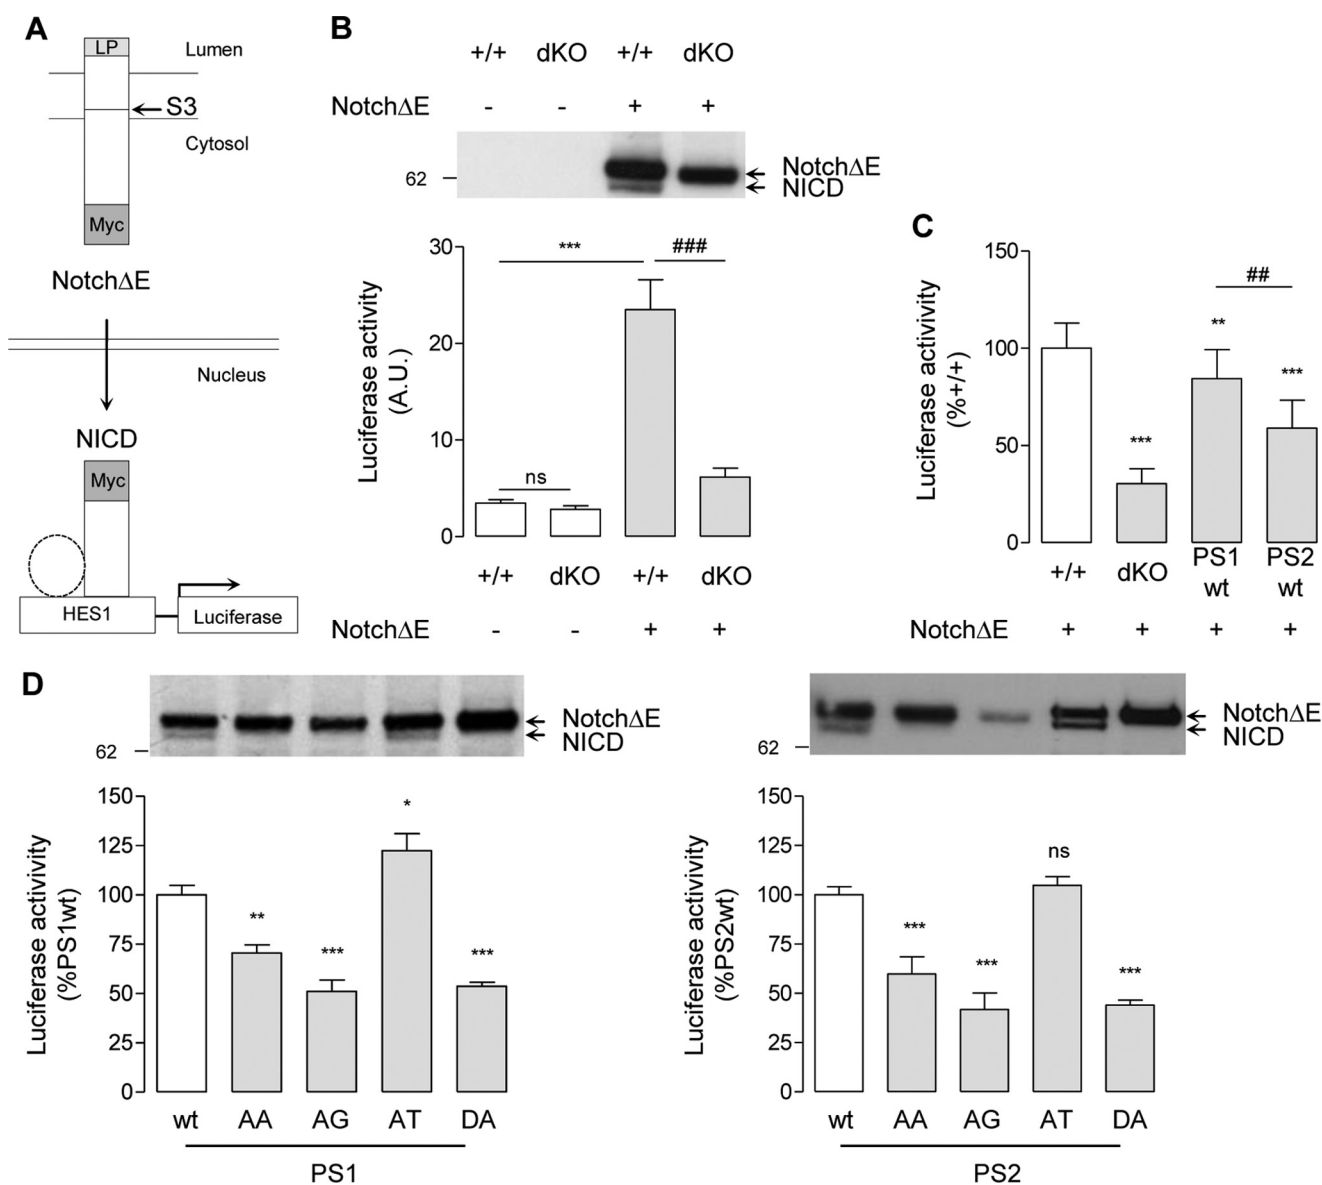 A
LP
Lumen
S3
Cytosol
Myc
NotchΔE
Nucleus
NICD
Myc
HES1
Luciferase
B
+/+ dKO +/+ dKO
NotchΔE - - + +
62
NotchΔE
NICD
Luciferase activity
(A.U.)
30
20
10
0
***
###
ns
+/+ dKO +/+ dKO
NotchΔE - - + +
C
Luciferase activivity
(%+/+)
150
100
50
0
***
**
##
***
+/+ dKO PS1 wt PS2 wt
NotchΔE + + + +
D
62
NotchΔE
NICD
Luciferase activivity
(%PS1wt)
150
125
100
75
50
25
0
**
***
*
***
wt AA AG AT DA
PS1
62
NotchΔE
NICD
Luciferase activivity
(%PS2wt)
150
125
100
75
50
25
0
***
***
ns
***
wt AA AG AT DA
PS2